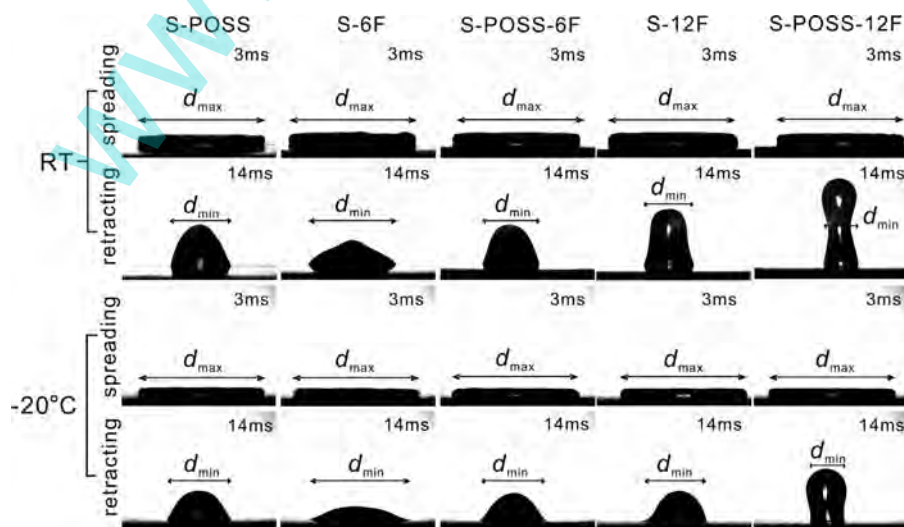 S-POSS S-6F S-POSS-6F S-12F S-POSS-12F
3ms 3ms 3ms 3ms 3ms
spreading
dmax dmax dmax dmax dmax
RT
14ms 14ms 14ms 14ms 14ms
retracting
dmin dmin dmin dmin dmin
3ms 3ms 3ms 3ms 3ms
spreading
dmax dmax dmax dmax dmax
-20°C
14ms 14ms 14ms 14ms 14ms
retracting
dmin dmin dmin dmin dmin
www